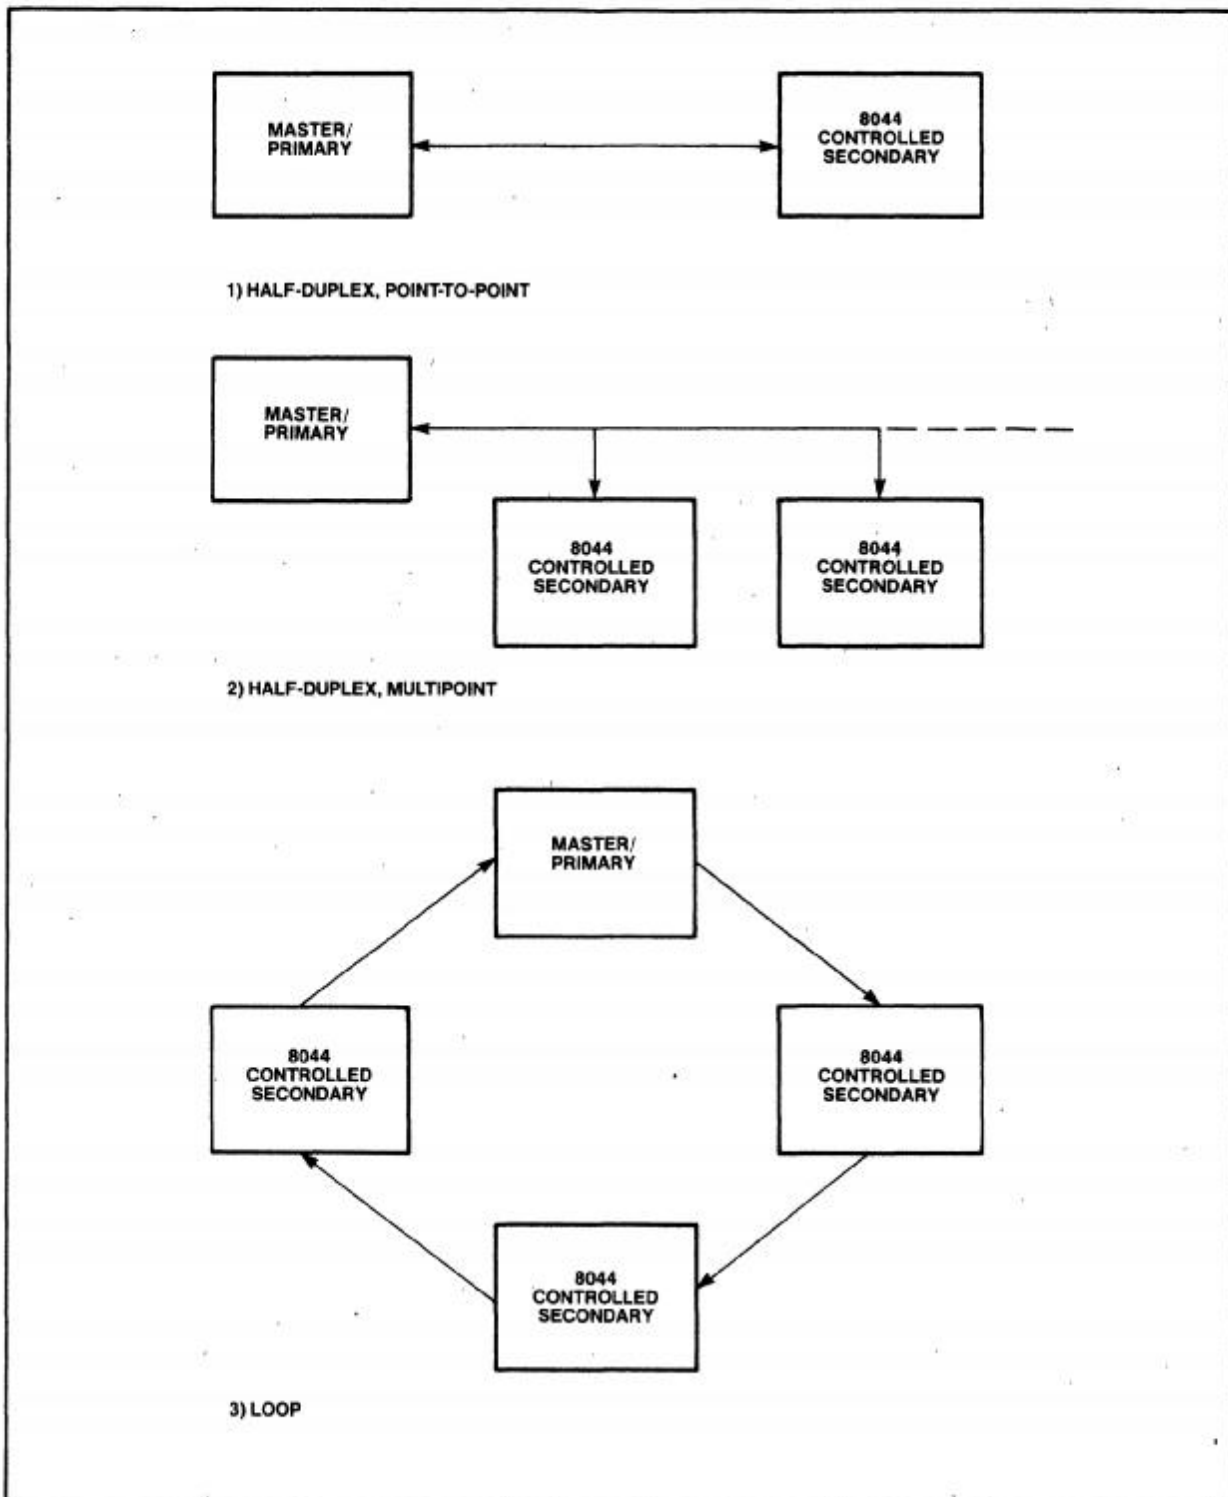 MASTER/
PRIMARY
8044
CONTROLLED
SECONDARY
1) HALF-DUPLEX, POINT-TO-POINT
MASTER/
PRIMARY
8044
CONTROLLED
SECONDARY
8044
CONTROLLED
SECONDARY
2) HALF-DUPLEX, MULTIPOINT
MASTER/
PRIMARY
8044
CONTROLLED
SECONDARY
8044
CONTROLLED
SECONDARY
8044
CONTROLLED
SECONDARY
3) LOOP